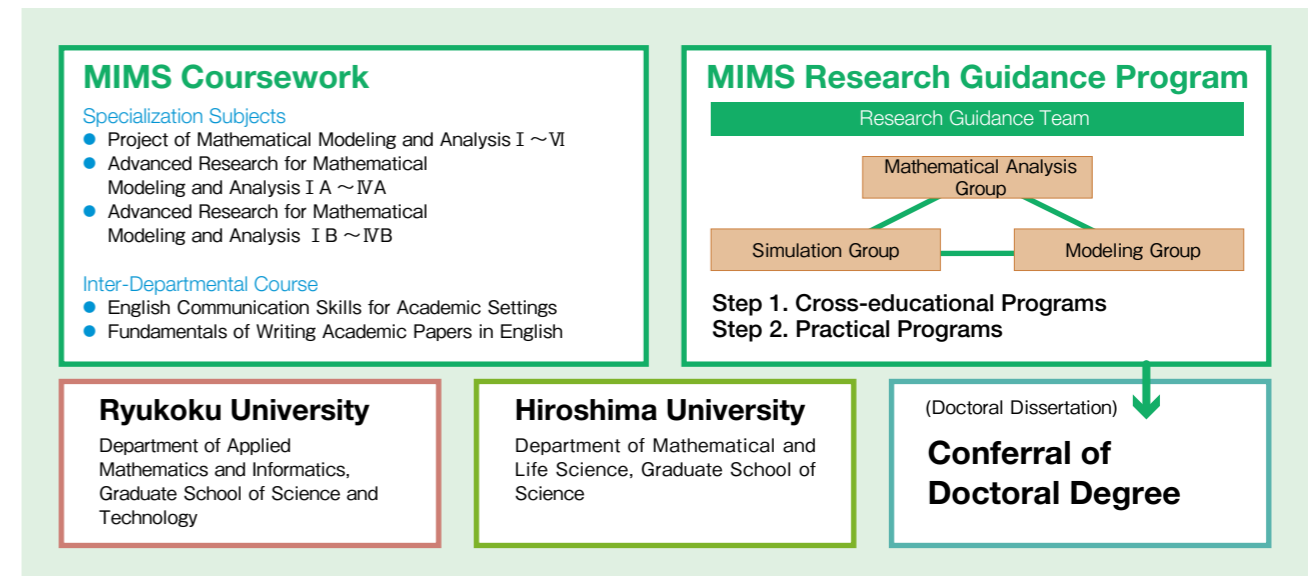 MIMS Coursework
Specialization Subjects
● Project of Mathematical Modeling and Analysis Ⅰ～Ⅵ
● Advanced Research for Mathematical
Modeling and Analysis Ⅰ A ～ⅣA
● Advanced Research for Mathematical
Modeling and Analysis Ⅰ B ～ⅣB
Inter-Departmental Course
● English Communication Skills for Academic Settings
● Fundamentals of Writing Academic Papers in English
MIMS Research Guidance Program
Research Guidance Team
Mathematical Analysis
Group
Simulation Group
Modeling Group
Step 1. Cross-educational Programs
Step 2. Practical Programs
Ryukoku University
Department of Applied
Mathematics and Informatics,
Graduate School of Science and
Technology
Hiroshima University
Department of Mathematical and
Life Science, Graduate School of
Science
(Doctoral Dissertation)
Conferral of
Doctoral Degree